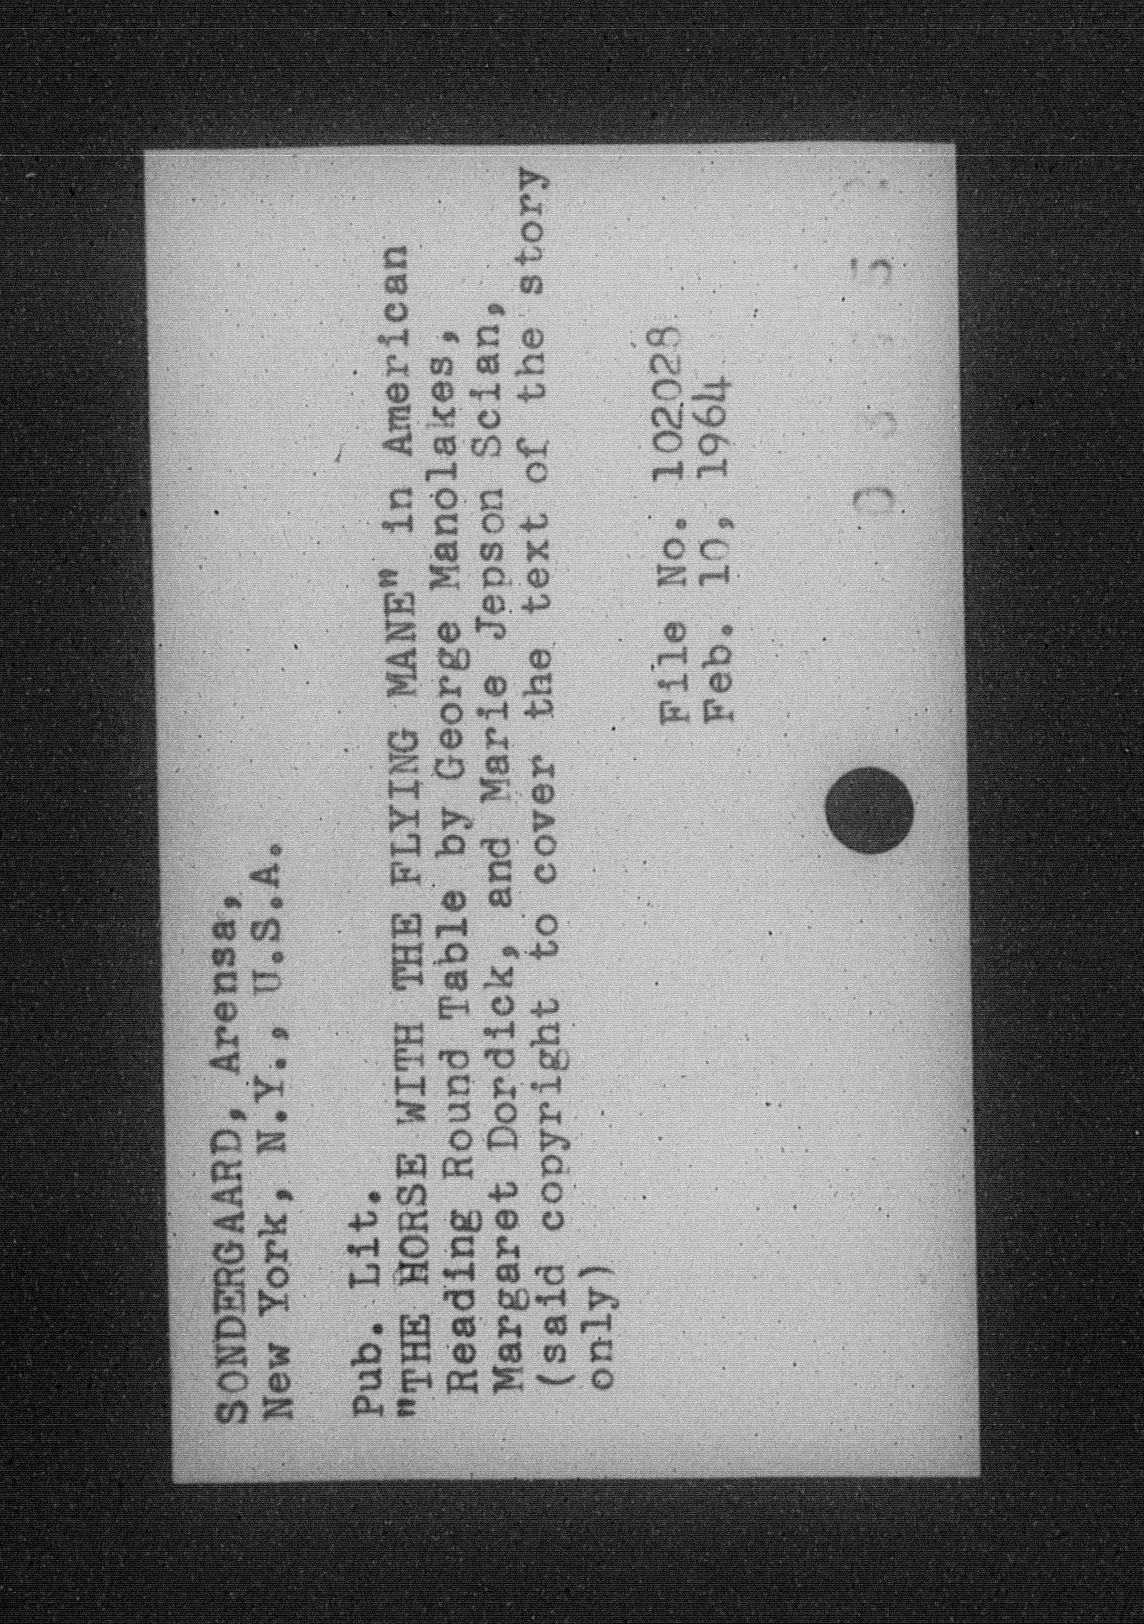 SONDERGAARD, Arensa,
New York, N.Y., U.S.A.
Pub. Lit.
"THE HORSE WITH THE FLYING MANE" in American
Reading Round Table by George Manolakes,
Margaret Dordick, and Marie Jepson Scian,
(said copyright to cover the text of the story
only)
File No. 102028
Feb. 10, 1964